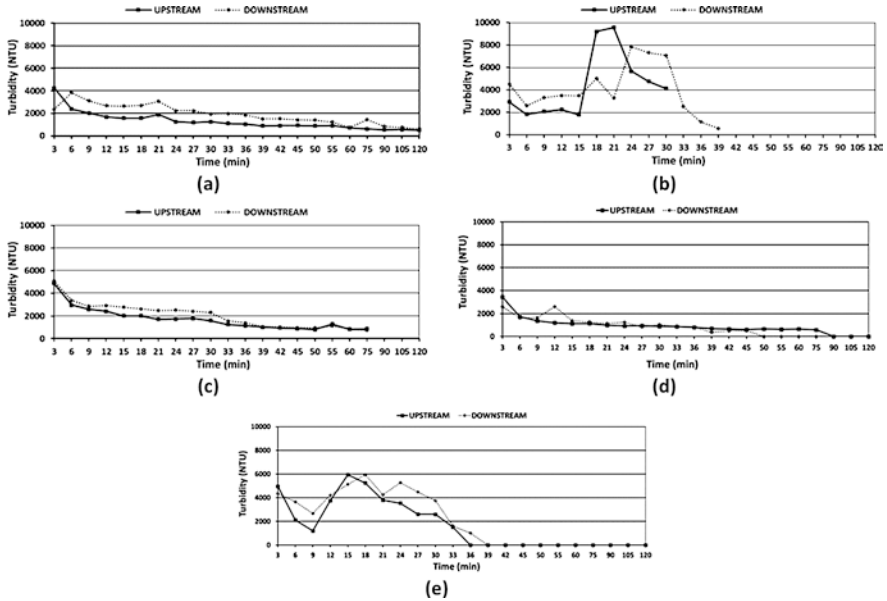 UPSTREAM DOWNSTREAM
Turbidity (NTU)
10000
8000
6000
4000
2000
0
3 6 9 12 15 18 21 24 27 30 33 36 39 42 45 50 55 60 75 90 105 120
Time (min)
(a)
UPSTREAM DOWNSTREAM
Turbidity (NTU)
10000
8000
6000
4000
2000
0
3 6 9 12 15 18 21 24 27 30 33 36 39 42 45 50 55 60 75 90 105 120
Time (min)
(b)
UPSTREAM DOWNSTREAM
Turbidity (NTU)
10000
8000
6000
4000
2000
0
3 6 9 12 15 18 21 24 27 30 33 36 39 42 45 50 55 60 75 90 105 120
Time (min)
(c)
UPSTREAM DOWNSTREAM
Turbidity (NTU)
10000
8000
6000
4000
2000
0
3 6 9 12 15 18 21 24 27 30 33 36 39 42 45 50 55 60 75 90 105 120
Time (min)
(d)
UPSTREAM DOWNSTREAM
Turbidity (NTU)
10000
8000
6000
4000
2000
0
3 6 9 12 15 18 21 24 27 30 33 36 39 42 45 50 55 60 75 90 105 120
Time (min)
(e)